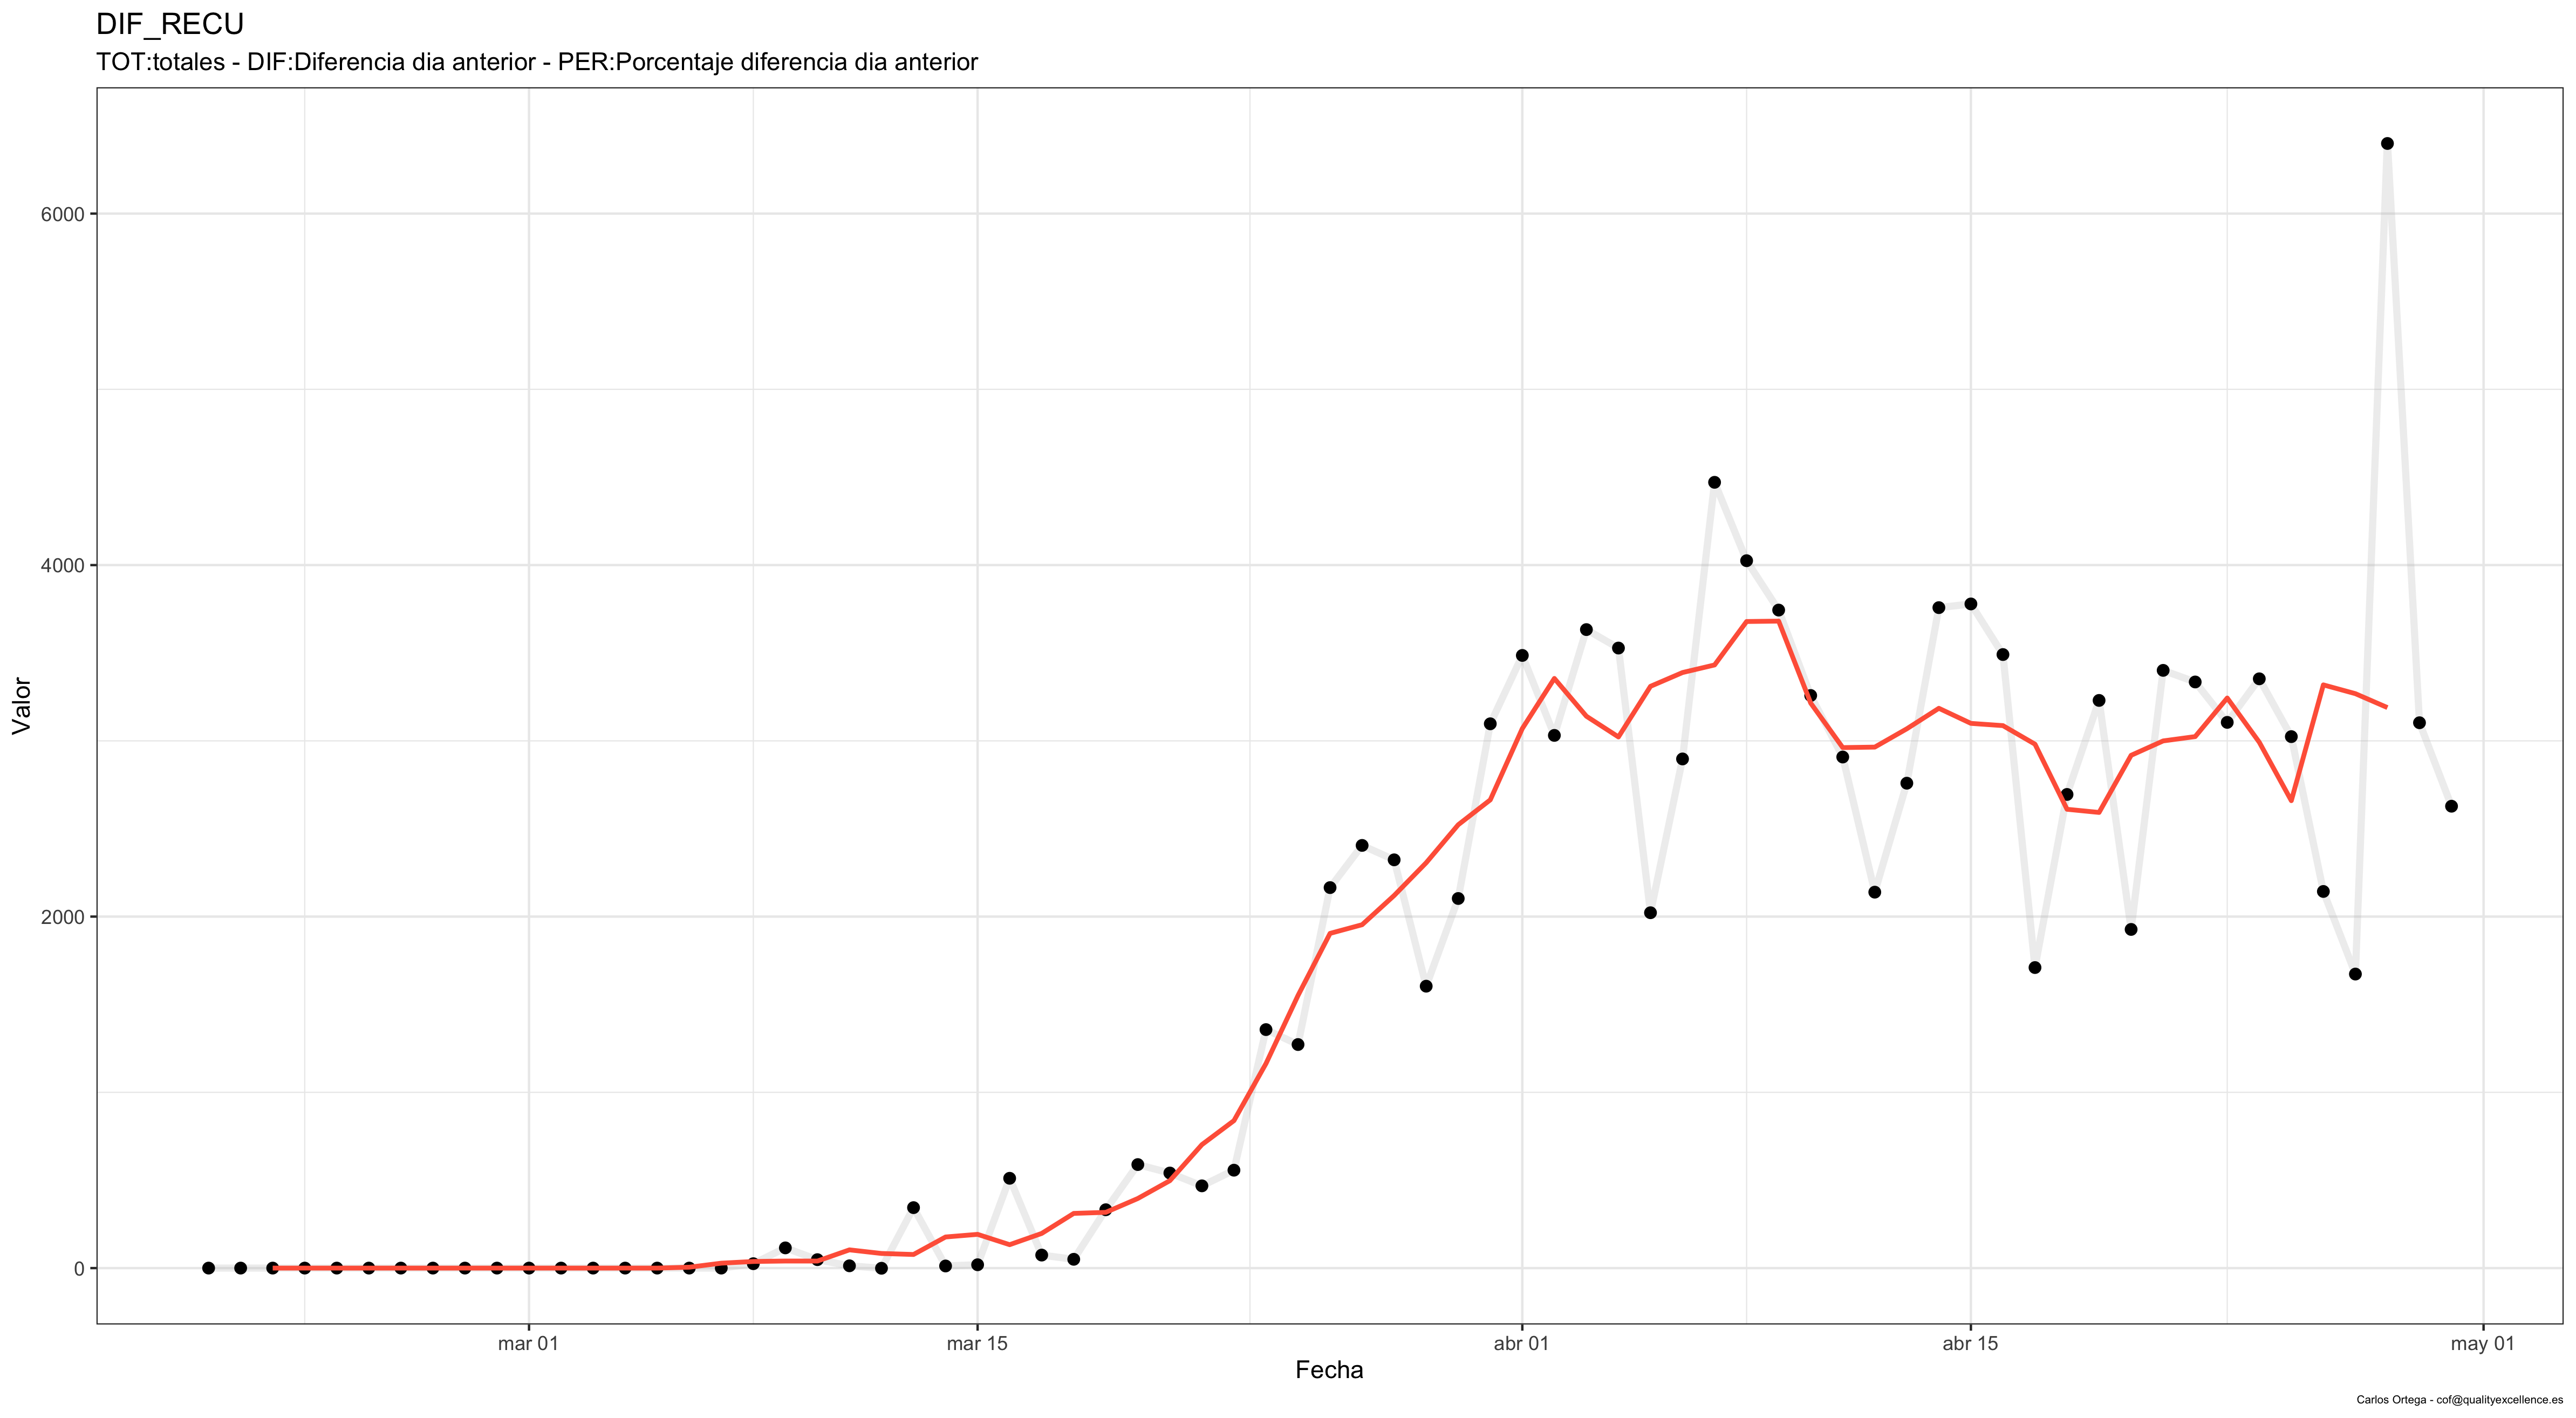 DIF_RECU
TOT:totales - DIF:Diferencia dia anterior - PER:Porcentaje diferencia dia anterior
6000
4000
2000
0
Valor
mar 01 mar 15 abr 01 abr 15 may 01
Fecha
Carlos Ortega - cof@qualityexcellence.es